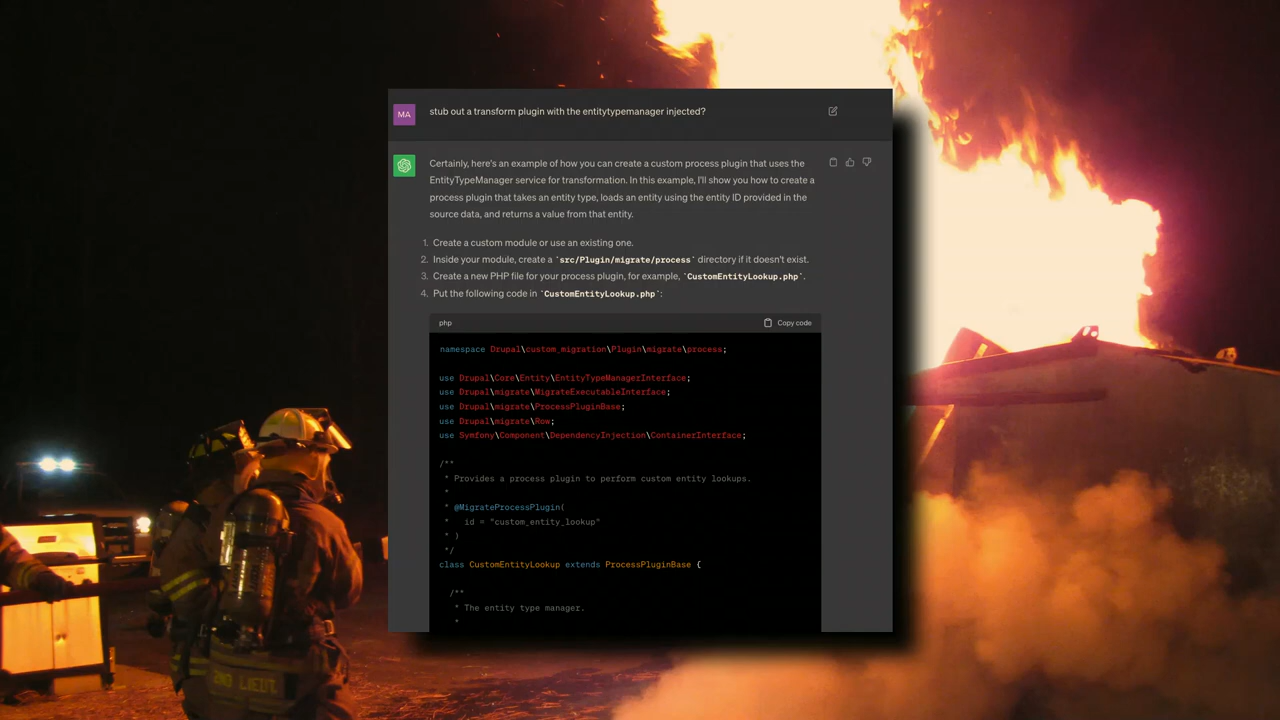 MA
stub out a transform plugin with the entitytypemanager injected?
Certainly, here's an example of how you can create a custom process plugin that uses the
EntityTypeManager service for transformation. In this example, I'll show you how to create a
process plugin that takes an entity type, loads an entity using the entity ID provided in the
source data, and returns a value from that entity.
1. Create a custom module or use an existing one.
2. Inside your module, create a `src/Plugin/migrate/process` directory if it doesn't exist.
3. Create a new PHP file for your process plugin, for example, `CustomEntityLookup.php`.
4. Put the following code in `CustomEntityLookup.php`:
php Copy code
namespace Drupal\custom_migration\Plugin\migrate\process;
use Drupal\Core\Entity\EntityTypeManagerInterface;
use Drupal\migrate\MigrateExecutableInterface;
use Drupal\migrate\ProcessPluginBase;
use Drupal\migrate\Row;
use Symfony\Component\DependencyInjection\ContainerInterface;
/**
* Provides a process plugin to perform custom entity lookups.
*
* @MigrateProcessPlugin(
* id = "custom_entity_lookup"
* )
*/
class CustomEntityLookup extends ProcessPluginBase {
/**
* The entity type manager.
*
2ND LIEUT.